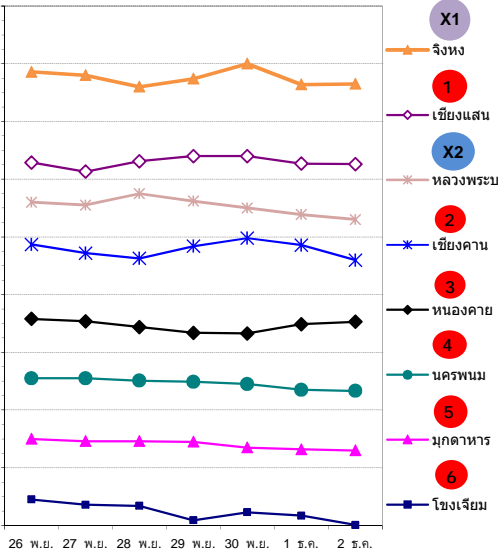 X1
จิงหง
1
เชียงแสน
X2
หลวงพระบ
2
เชียงคาน
3
หนองคาย
4
นครพนม
5
มุกดาหาร
6
โขงเจียม
26 พ.ย. 27 พ.ย. 28 พ.ย. 29 พ.ย. 30 พ.ย. 1 ธ.ค. 2 ธ.ค.